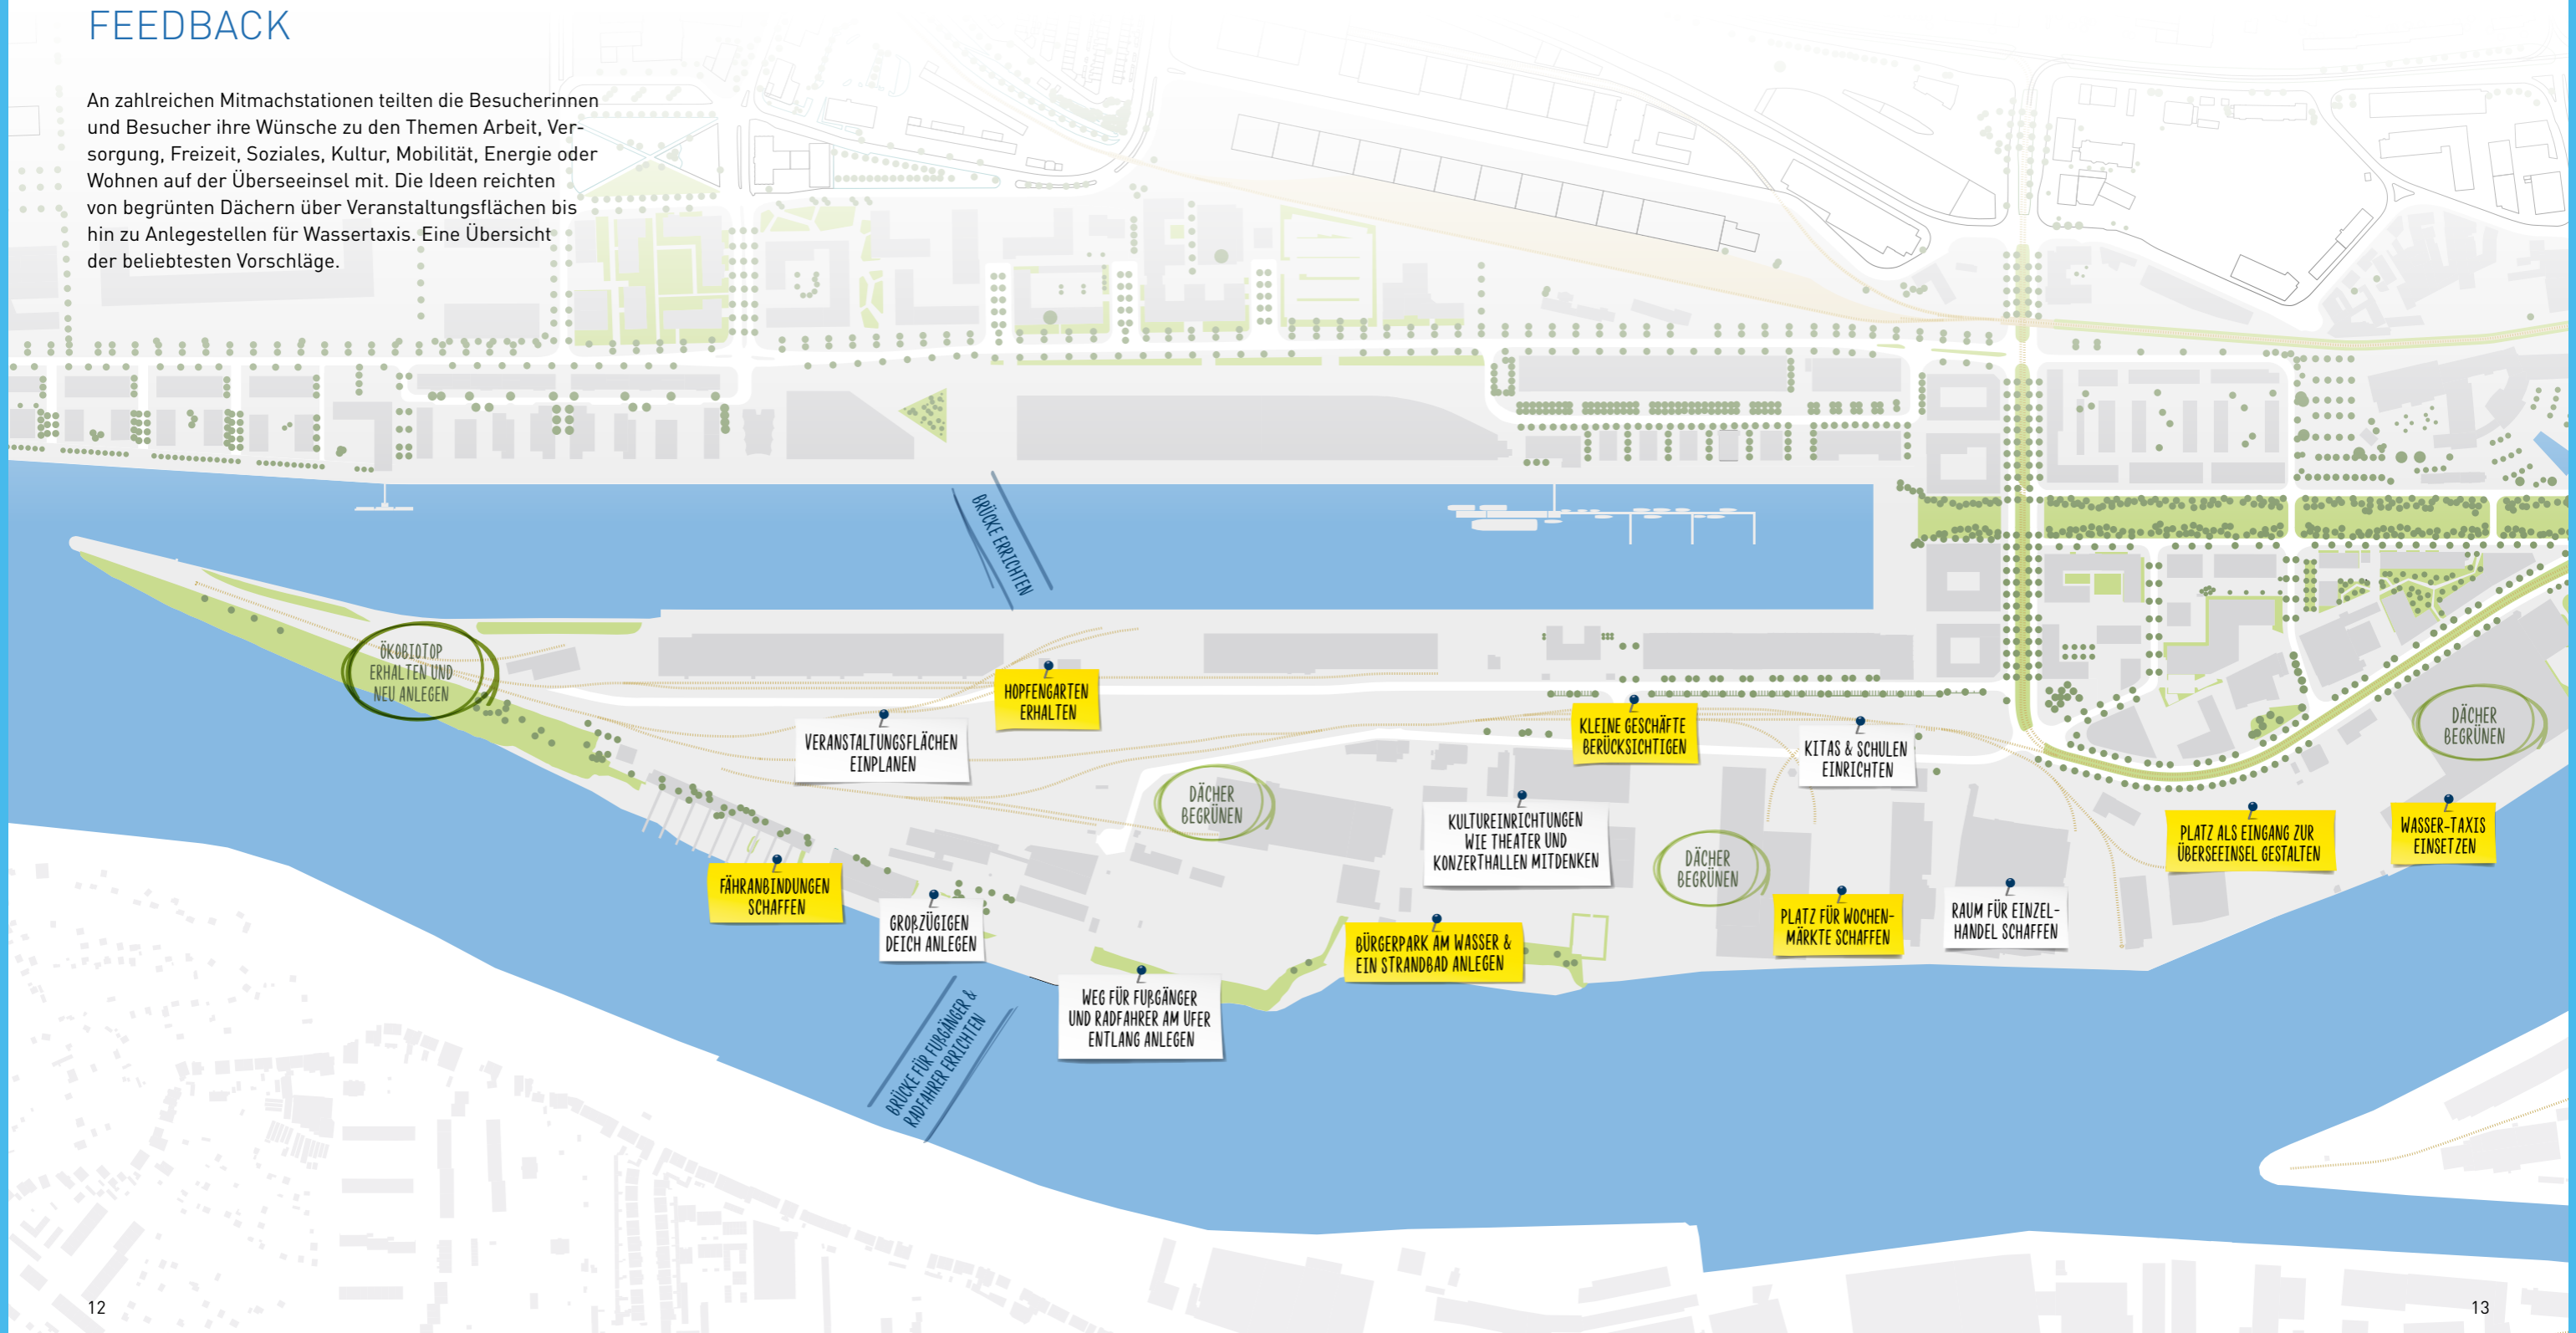 FEEDBACK
An zahlreichen Mitmachstationen teilten die Besucherinnen
und Besucher ihre Wünsche zu den Themen Arbeit, Ver-
sorgung, Freizeit, Soziales, Kultur, Mobilität, Energie oder
Wohnen auf der Überseeinsel mit. Die Ideen reichten
von begrünten Dächern über Veranstaltungsflächen bis
hin zu Anlegestellen für Wassertaxis. Eine Übersicht
der beliebtesten Vorschläge.
BRÜCKE ERRICHTEN
ÖKOBIOTOP
ERHALTEN UND
NEU ANLEGEN
HOPFENGARTEN
ERHALTEN
VERANSTALTUNGSFLÄCHEN
EINPLANEN
KLEINE GESCHÄFTE
BERÜCKSICHTIGEN
KITAS & SCHULEN
EINRICHTEN
DÄCHER
BEGRÜNEN
DÄCHER
BEGRÜNEN
KULTUREINRICHTUNGEN
WIE THEATER UND
KONZERTHALLEN MITDENKEN
DÄCHER
BEGRÜNEN
PLATZ ALS EINGANG ZUR
ÜBERSEEINSEL GESTALTEN
WASSER-TAXIS
EINSETZEN
FÄHRANBINDUNGEN
SCHAFFEN
GROßZÜGIGEN
DEICH ANLEGEN
BÜRGERPARK AM WASSER &
EIN STRANDBAD ANLEGEN
PLATZ FÜR WOCHEN-
MÄRKTE SCHAFFEN
RAUM FÜR EINZEL-
HANDEL SCHAFFEN
WEG FÜR FUßGÄNGER
UND RADFAHRER AM UFER
ENTLANG ANLEGEN
BRÜCKE FÜR FUßGÄNGER &
RADFAHRER ERRICHTEN
12
13